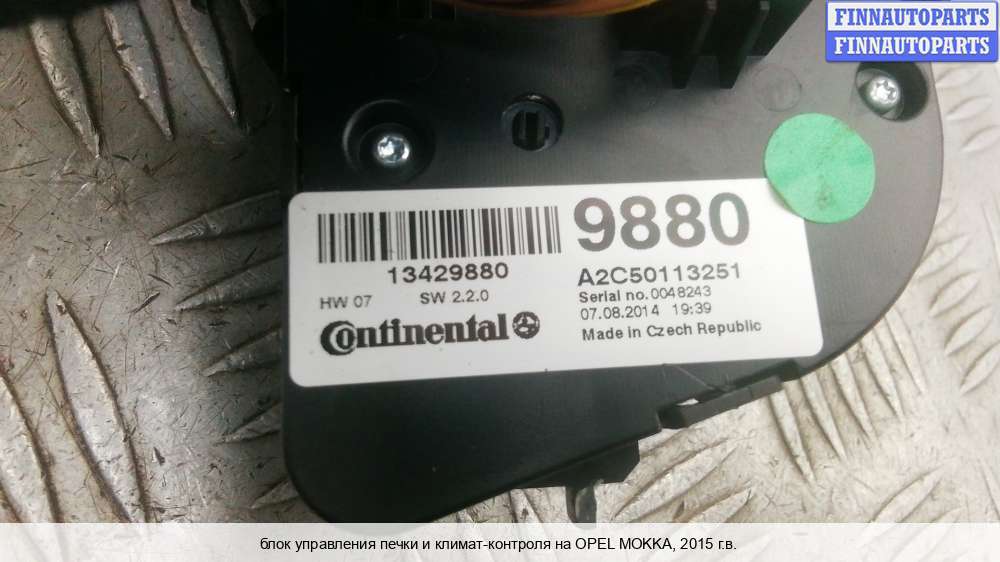 FINNAUTOPARTS
FINNAUTOPARTS
9880
13429880
A2C50113251
HW 07 SW 2.2.0
Serial no. 0048243
07.08.2014 19:39
Continental
Made in Czech Republic
блок управления печки и климат-контроля на OPEL MOKKA, 2015 г.в.